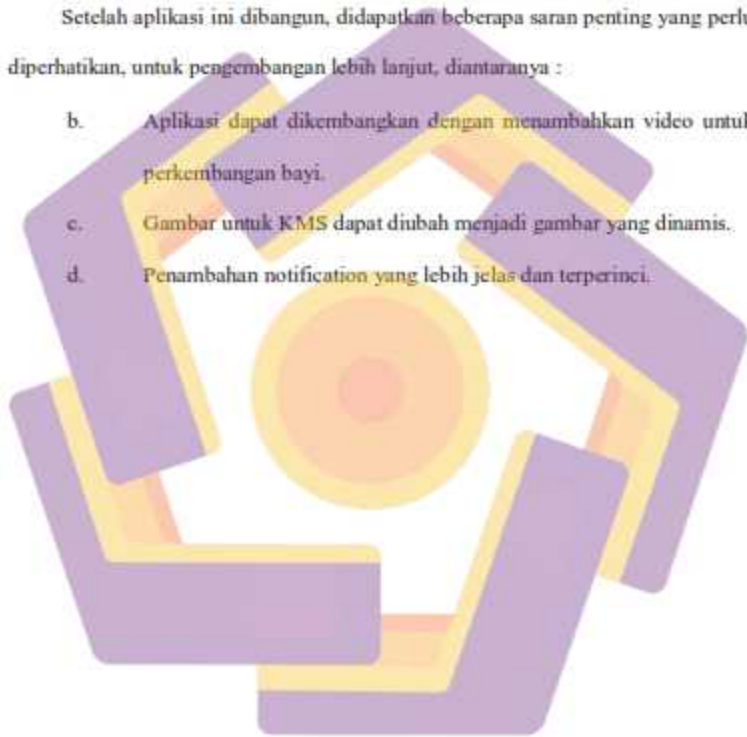 Setelah aplikasi ini dibangun, didapatkan beberapa saran penting yang perlu
diperhatikan, untuk pengembangan lebih lanjut, diantaranya :
b. Aplikasi dapat dikembangkan dengan menambahkan video untuk
perkembangan bayi.
c. Gambar untuk KMS dapat diubah menjadi gambar yang dinamis.
d. Penambahan notification yang lebih jelas dan terperinci.